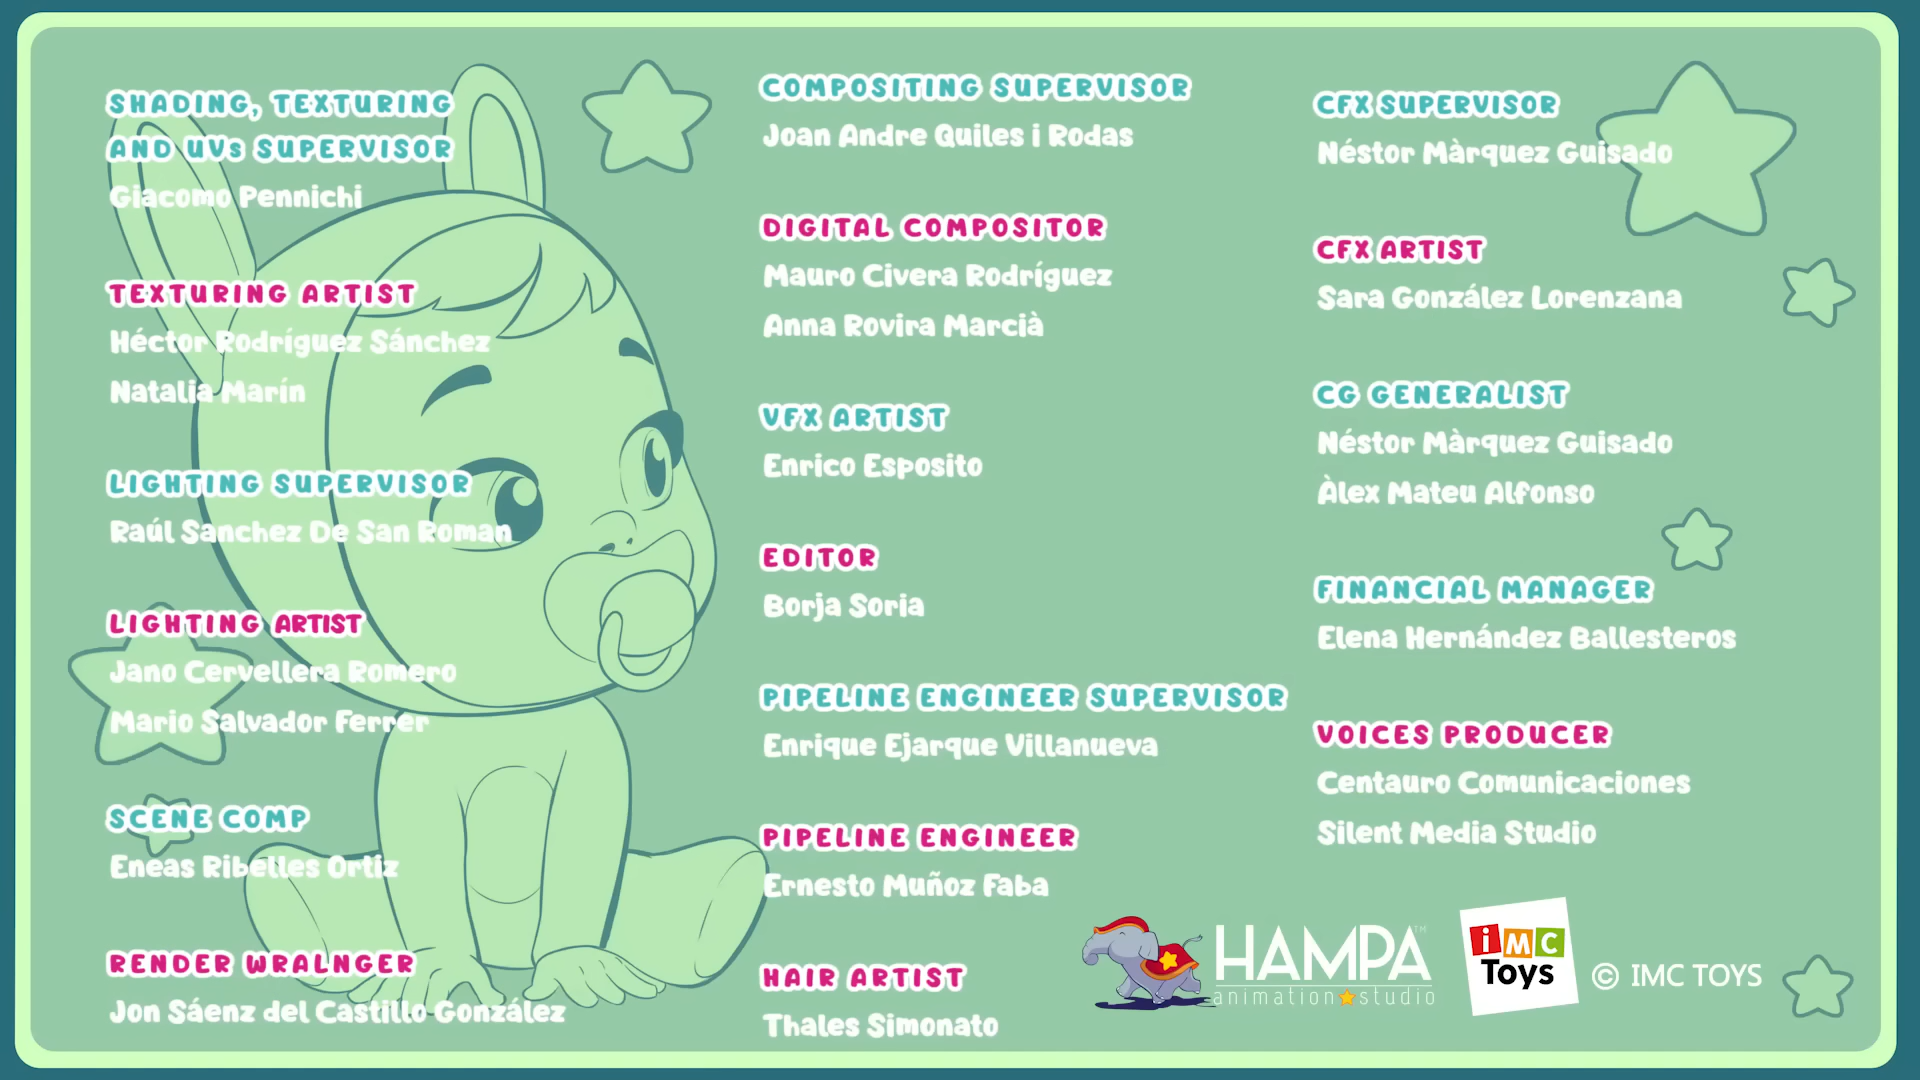 SHADING, TEXTURING
AND UVs SUPERVISOR
Giacomo Pennichi
TEXTURING ARTIST
Héctor Rodríguez Sánchez
Natalia Marín
LIGHTING SUPERVISOR
Raúl Sanchez De San Roman
LIGHTING ARTIST
Jano Cervellera Romero
Mario Salvador Ferrer
SCENE COMP
Eneas Ribelles Ortiz
RENDER WRALNGER
Jon Sáenz del Castillo González
COMPOSITING SUPERVISOR
Joan Andre Quiles i Rodas
DIGITAL COMPOSITOR
Mauro Civera Rodríguez
Anna Rovira Marcià
VFX ARTIST
Enrico Esposito
EDITOR
Borja Soria
PIPELINE ENGINEER SUPERVISOR
Enrique Ejarque Villanueva
PIPELINE ENGINEER
Ernesto Muñoz Faba
HAIR ARTIST
Thales Simonato
CFX SUPERVISOR
Néstor Màrquez Guisado
CFX ARTIST
Sara González Lorenzana
CG GENERALIST
Néstor Màrquez Guisado
Àlex Mateu Alfonso
FINANCIAL MANAGER
Elena Hernández Ballesteros
VOICES PRODUCER
Centauro Comunicaciones
Silent Media Studio
HAMPA™
animation studio
iMC
Toys
© IMC TOYS